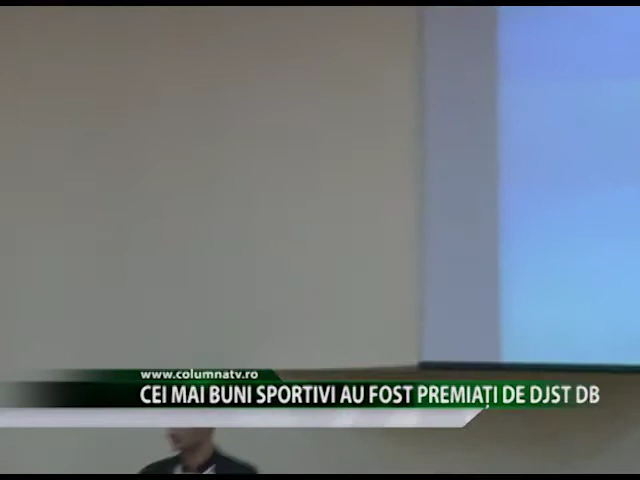 www.columnatv.ro
CEI MAI BUNI SPORTIVI AU FOST PREMIAȚI DE DJST DB